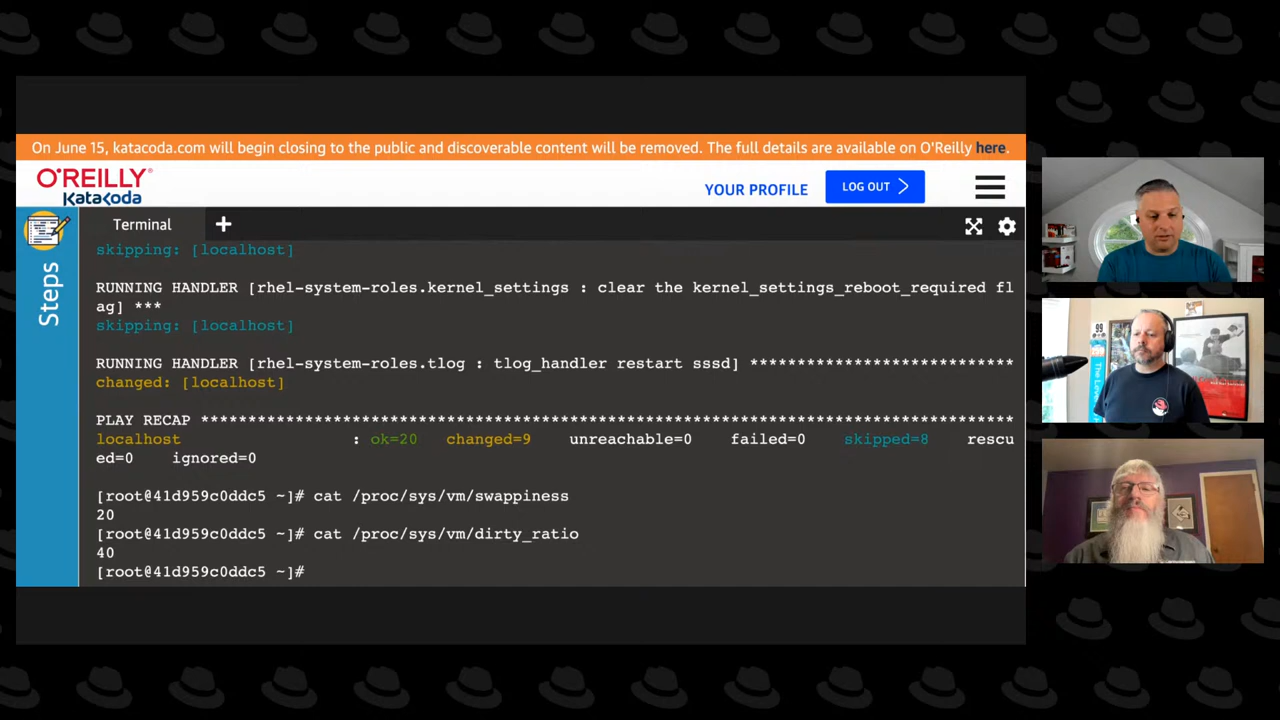 On June 15, katacoda.com will begin closing to the public and discoverable content will be removed. The full details are available on O'Reilly here.
O'REILLY®
Katacoda
YOUR PROFILE
LOG OUT
Terminal
+
Steps
skipping: [localhost]
RUNNING HANDLER [rhel-system-roles.kernel_settings : clear the kernel_settings_reboot_required fl
ag] ***
skipping: [localhost]
RUNNING HANDLER [rhel-system-roles.tlog : tlog_handler restart sssd] ****************************
changed: [localhost]
PLAY RECAP **************************************************************************************
localhost : ok=20 changed=9 unreachable=0 failed=0 skipped=8 rescu
ed=0 ignored=0
[root@41d959c0ddc5 ~]# cat /proc/sys/vm/swappiness
20
[root@41d959c0ddc5 ~]# cat /proc/sys/vm/dirty_ratio
40
[root@41d959c0ddc5 ~]#
99